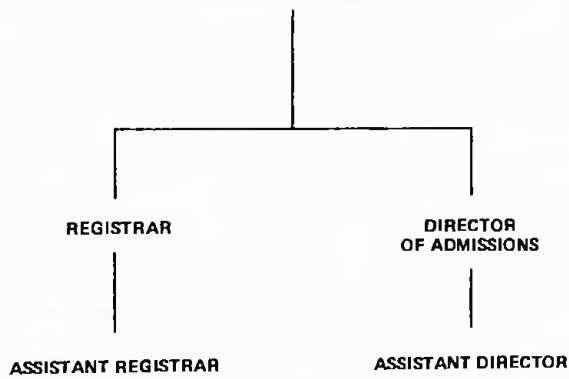 REGISTRAR
DIRECTOR
OF ADMISSIONS
ASSISTANT REGISTRAR
ASSISTANT DIRECTOR